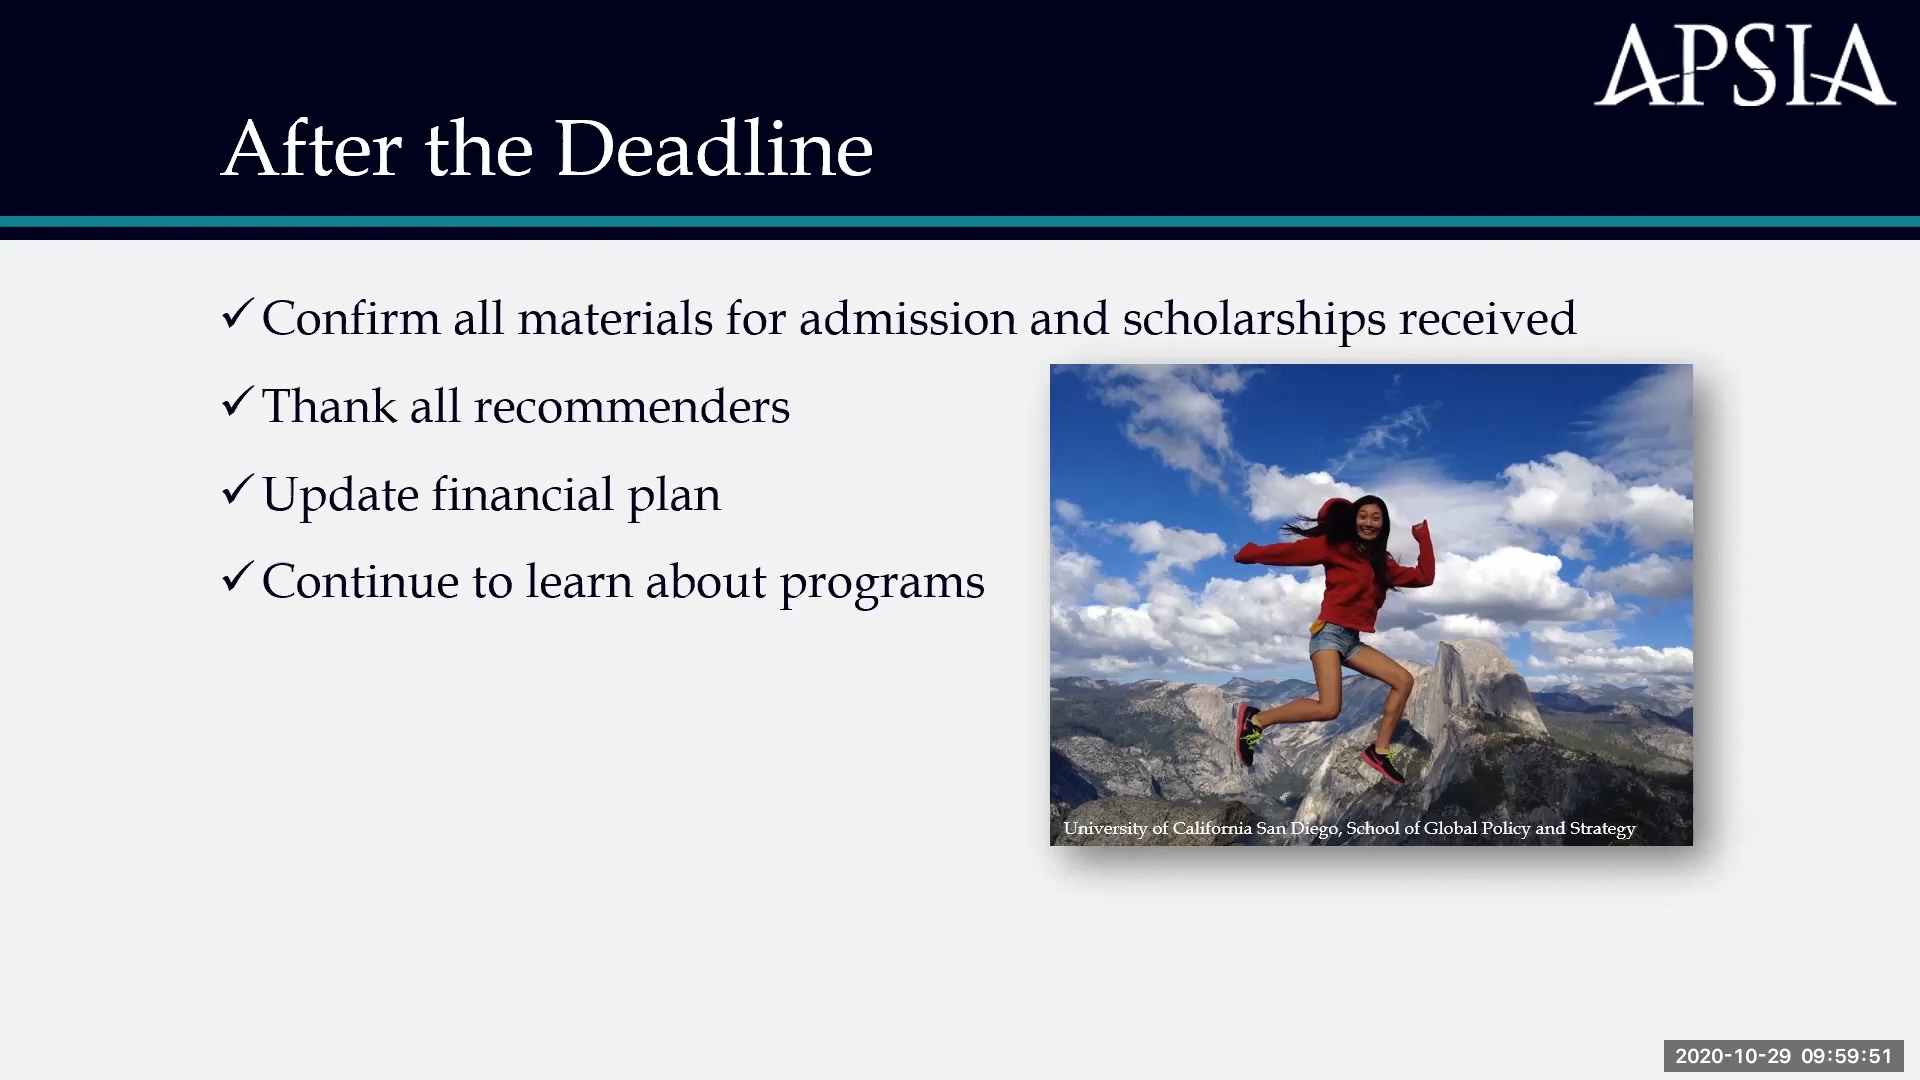 APSIA
After the Deadline
✓ Confirm all materials for admission and scholarships received
✓ Thank all recommenders
✓ Update financial plan
✓ Continue to learn about programs
University of California San Diego, School of Global Policy and Strategy
2020-10-29 09:59:51